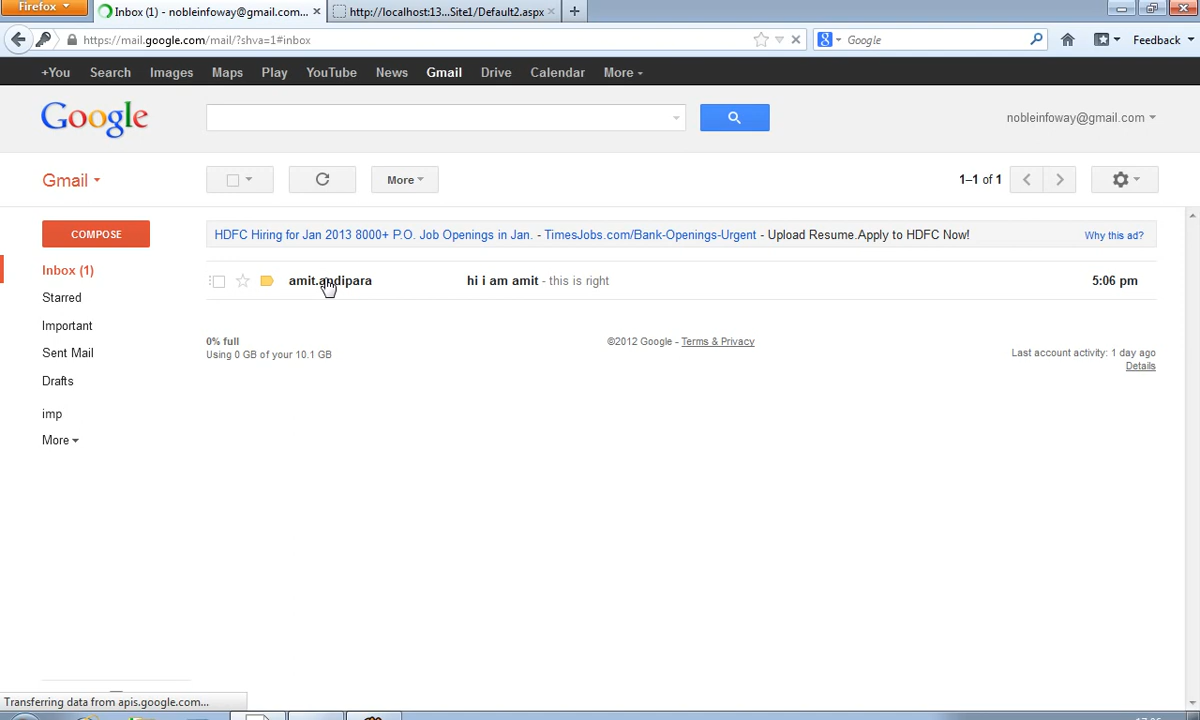 Firefox
Inbox (1) - nobleinfoway@gmail.com...
http://localhost:13...Site1/Default2.aspx
https://mail.google.com/mail/?shva=1#inbox
Google
Feedback
+You Search Images Maps Play YouTube News Gmail Drive Calendar More
Google
nobleinfoway@gmail.com
Gmail
More
1–1 of 1
COMPOSE
HDFC Hiring for Jan 2013 8000+ P.O. Job Openings in Jan. - TimesJobs.com/Bank-Openings-Urgent - Upload Resume.Apply to HDFC Now!
Why this ad?
Inbox (1)
amit.andipara
hi i am amit - this is right
5:06 pm
Starred
Important
Sent Mail
Drafts
imp
More
0% full
Using 0 GB of your 10.1 GB
©2012 Google - Terms & Privacy
Last account activity: 1 day ago
Details
Transferring data from apis.google.com...